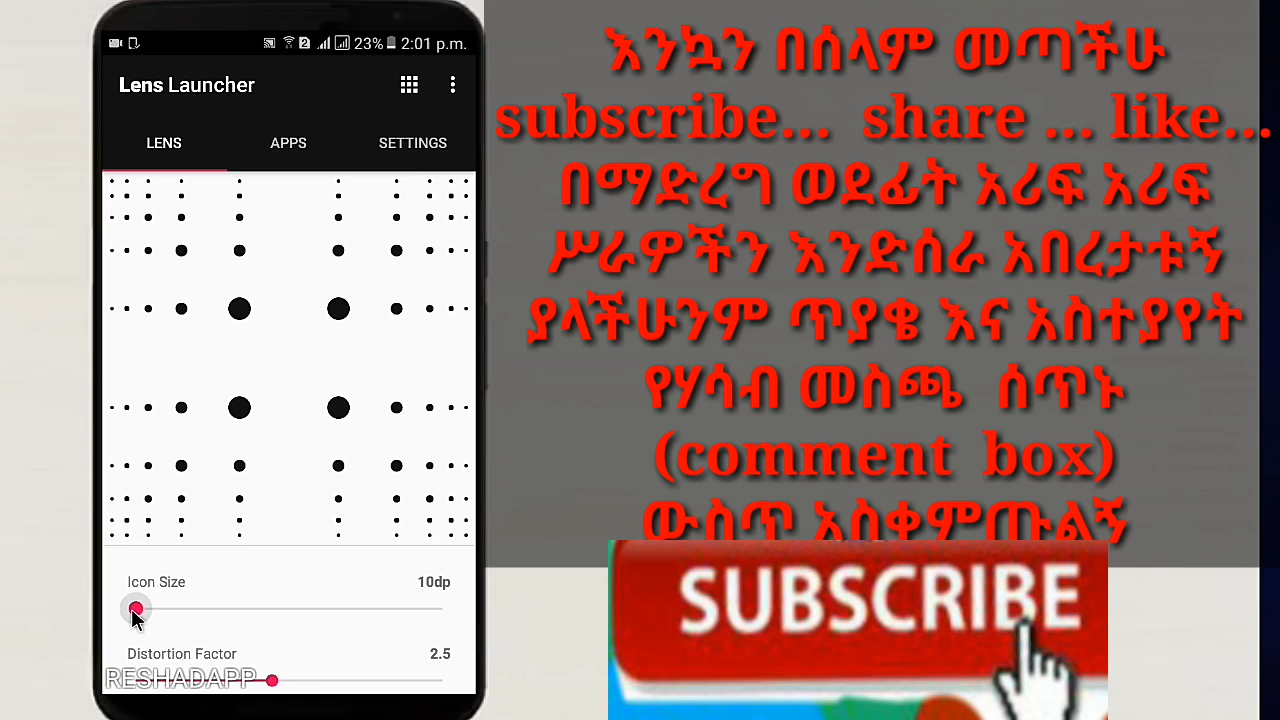 23% 2:01 p.m.
Lens Launcher
LENS APPS SETTINGS
Icon Size 10dp
Distortion Factor 2.5
RESHADAPP
እንኳን በሰላም መጣችሁ
subscribe... share ... like...
በማድረግ ወደፊት አሪፍ አሪፍ
ሥራዎችን እንድሰራ አበረታቱኝ
ያላችሁንም ጥያቄ እና አስተያየት
የሃሳብ መስጫ ሰጥኑ
(comment box)
ውስጥ አስቀምጡልኝ
SUBSCRIBE